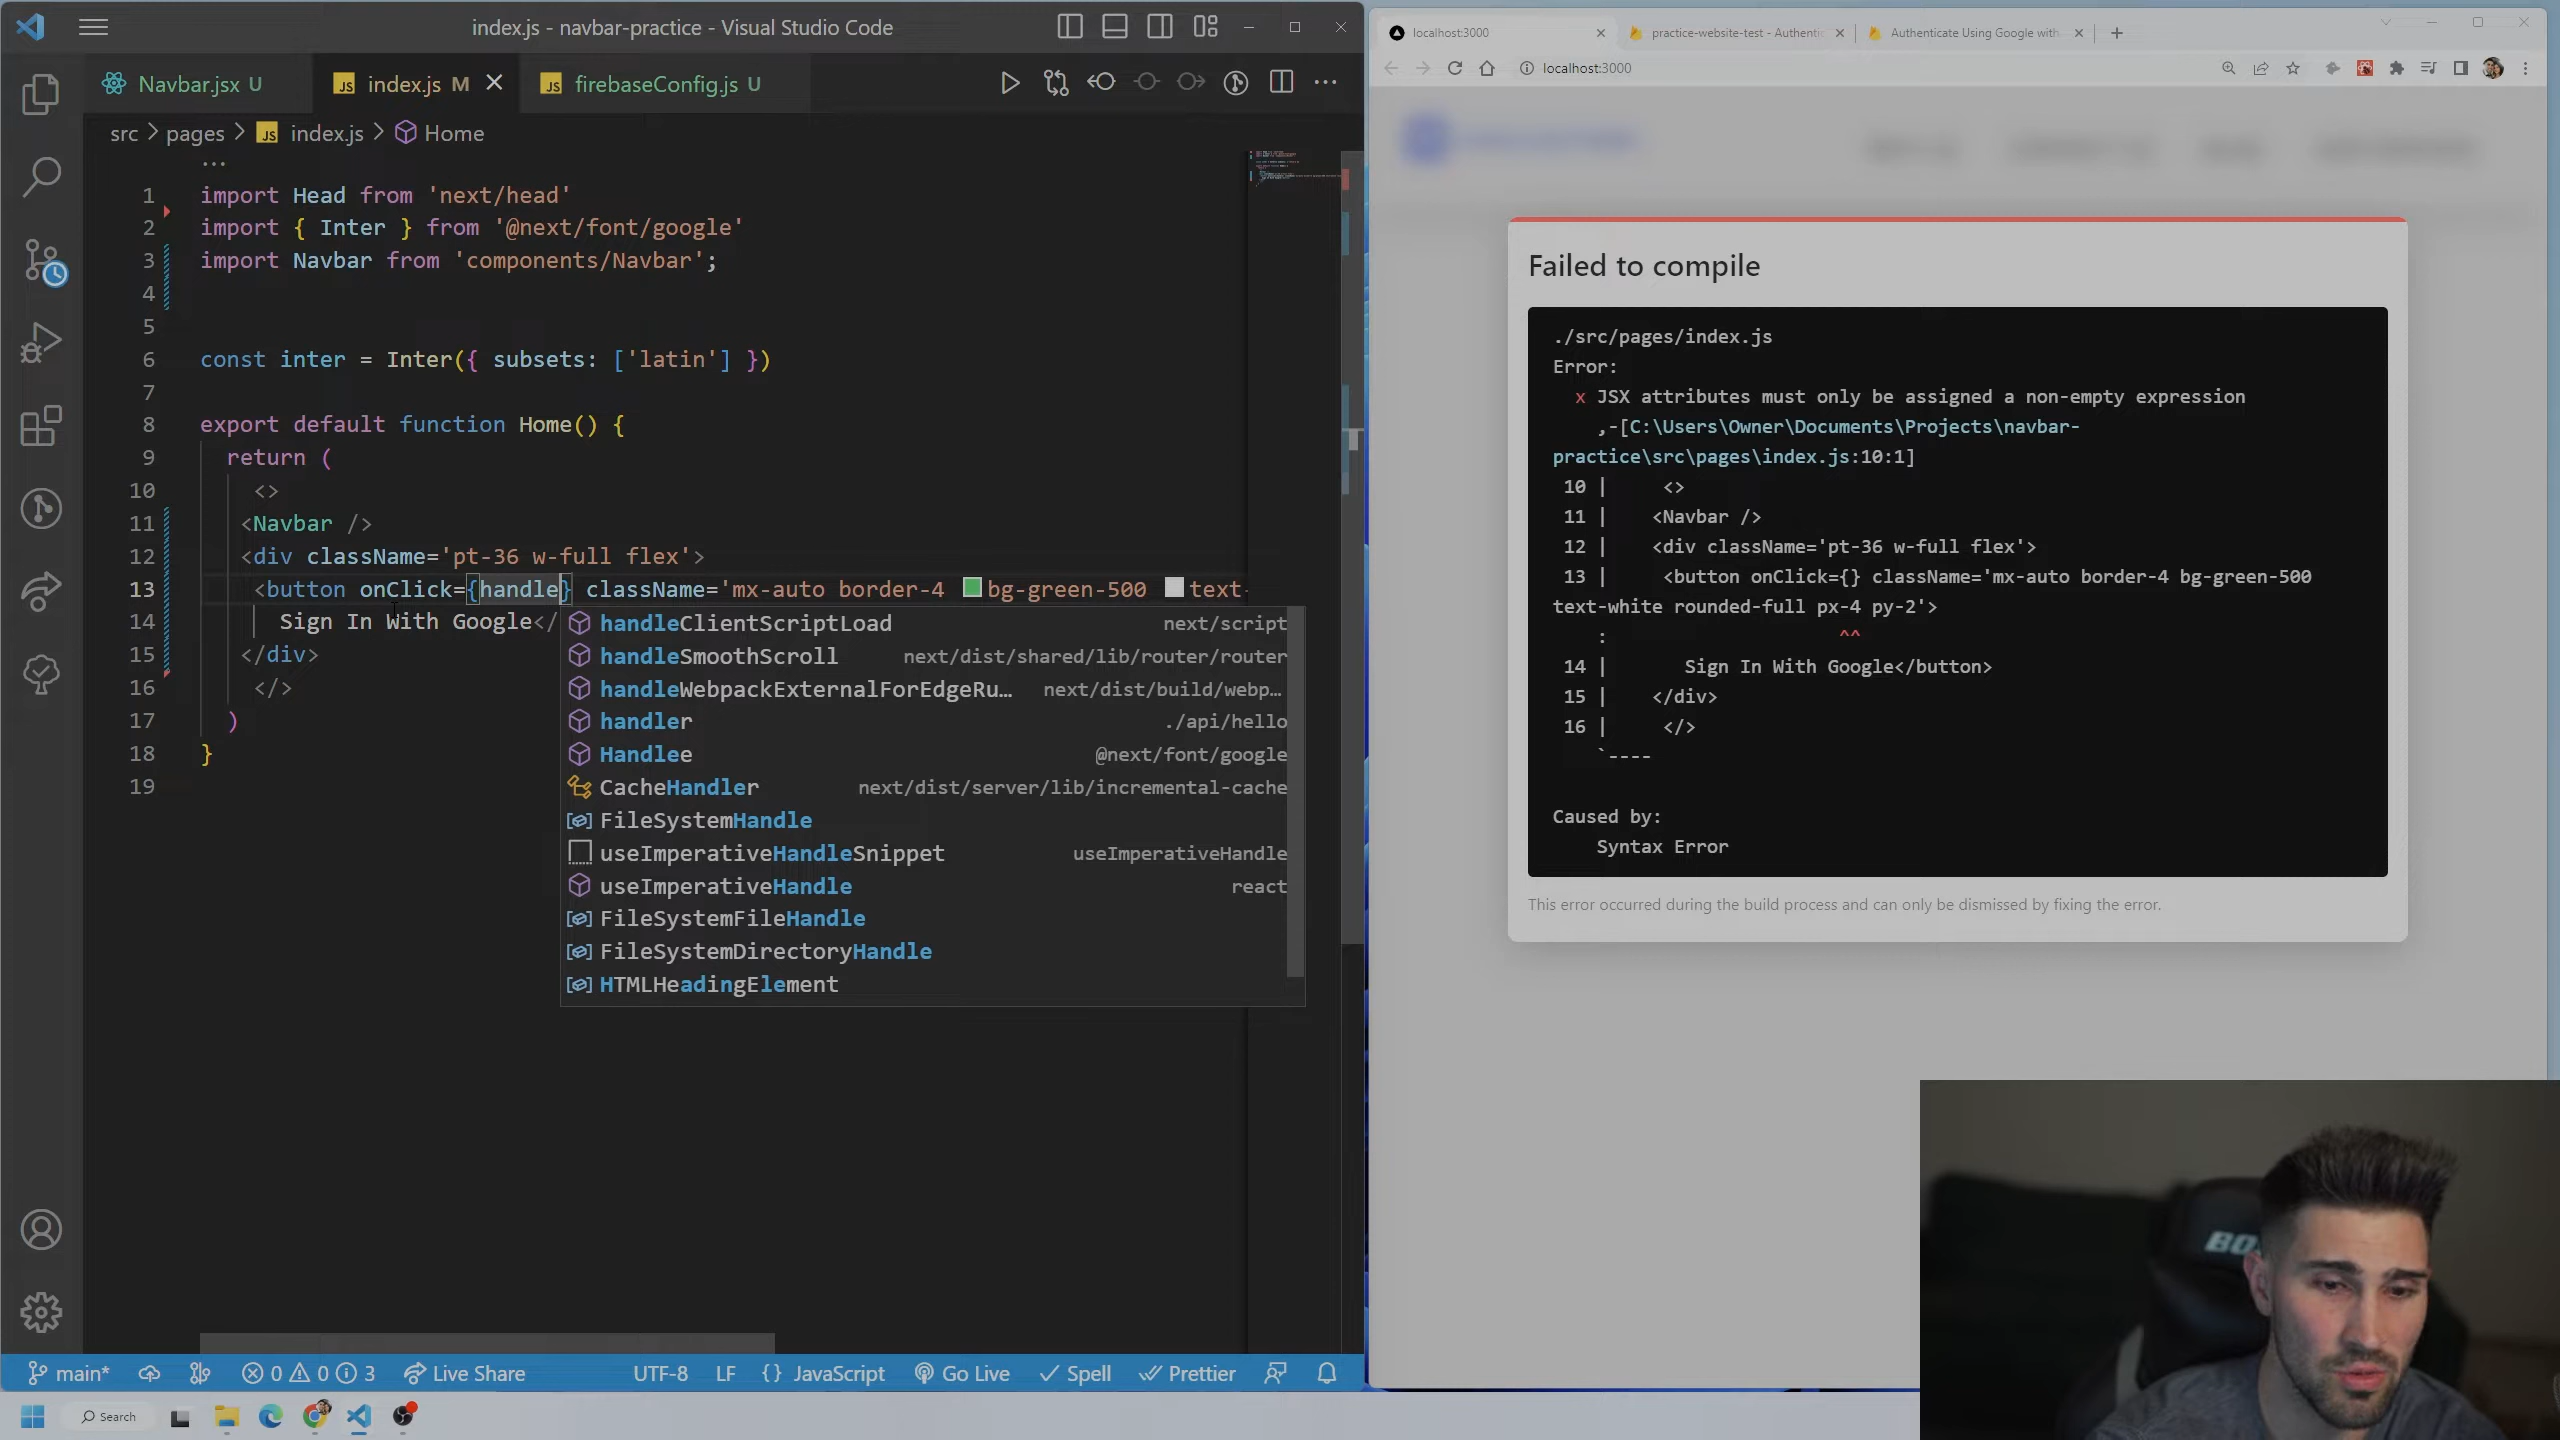 index.js - navbar-practice - Visual Studio Code
Navbar.jsx U
index.js M
firebaseConfig.js U
src > pages > JS index.js > Home
...
1 import Head from 'next/head'
2 import { Inter } from '@next/font/google'
3 import Navbar from 'components/Navbar';
4
5
6 const inter = Inter({ subsets: ['latin'] })
7
8 export default function Home() {
9 return (
10 <>
11 <Navbar />
12 <div className='pt-36 w-full flex'>
13 <button onClick={handle} className='mx-auto border-4 bg-green-500 text-
14 Sign In With Google</
15 </div>
16 </>
17 )
18 }
19
handleClientScriptLoad next/script
handleSmoothScroll next/dist/shared/lib/router/router
handleWebpackExternalForEdgeRu... next/dist/build/webp...
handler ./api/hello
Handlee @next/font/google
CacheHandler next/dist/server/lib/incremental-cache
FileSystemHandle
useImperativeHandleSnippet useImperativeHandle
useImperativeHandle react
FileSystemFileHandle
FileSystemDirectoryHandle
HTMLHeadingElement
main* 0 0 3 Live Share UTF-8 LF {} JavaScript Go Live Spell Prettier
Search
localhost:3000
practice-website-test - Authenti
Authenticate Using Google with
localhost:3000
Failed to compile
./src/pages/index.js
Error:
x JSX attributes must only be assigned a non-empty expression
,-[C:\Users\Owner\Documents\Projects\navbar-
practice\src\pages\index.js:10:1]
10 | <>
11 | <Navbar />
12 | <div className='pt-36 w-full flex'>
13 | <button onClick={} className='mx-auto border-4 bg-green-500
text-white rounded-full px-4 py-2'>
: ^^
14 | Sign In With Google</button>
15 | </div>
16 | </>
`----
Caused by:
Syntax Error
This error occurred during the build process and can only be dismissed by fixing the error.